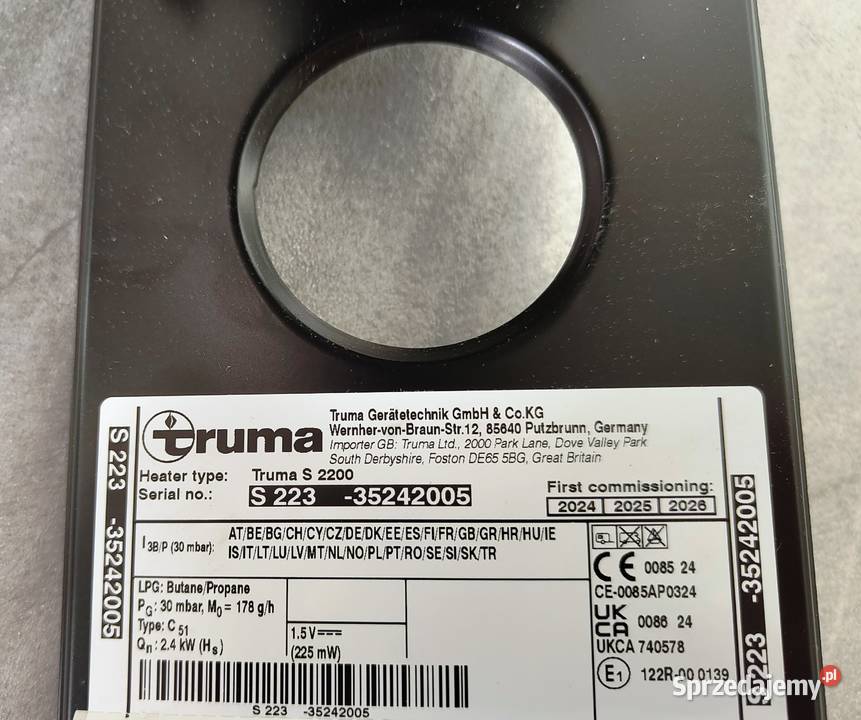 truma
Truma Gerätetechnik GmbH & Co.KG
Wernher-von-Braun-Str.12, 85640 Putzbrunn, Germany
Importer GB: Truma Ltd., 2000 Park Lane, Dove Valley Park
South Derbyshire, Foston DE65 5BG, Great Britain
Heater type: Truma S 2200
Serial no.: S 223 -35242005
First commissioning:
2024 2025 2026
I3B/P (30 mbar): AT/BE/BG/CH/CY/CZ/DE/DK/EE/ES/FI/FR/GB/GR/HR/HU/IE
IS/IT/LT/LU/LV/MT/NL/NO/PL/PT/RO/SE/SI/SK/TR
LPG: Butane/Propane
PG: 30 mbar, M0 = 178 g/h
Type: C51
Qn: 2.4 kW (Hs)
1.5 V
(225 mW)
CE 0085 24
CE-0085AP0324
UK
CA 0086 24
UKCA 740578
E1 122R-00 0139
S 223 -35242005
S 223 -35242005
S 223 -35242005
Sprzedajemy.pl